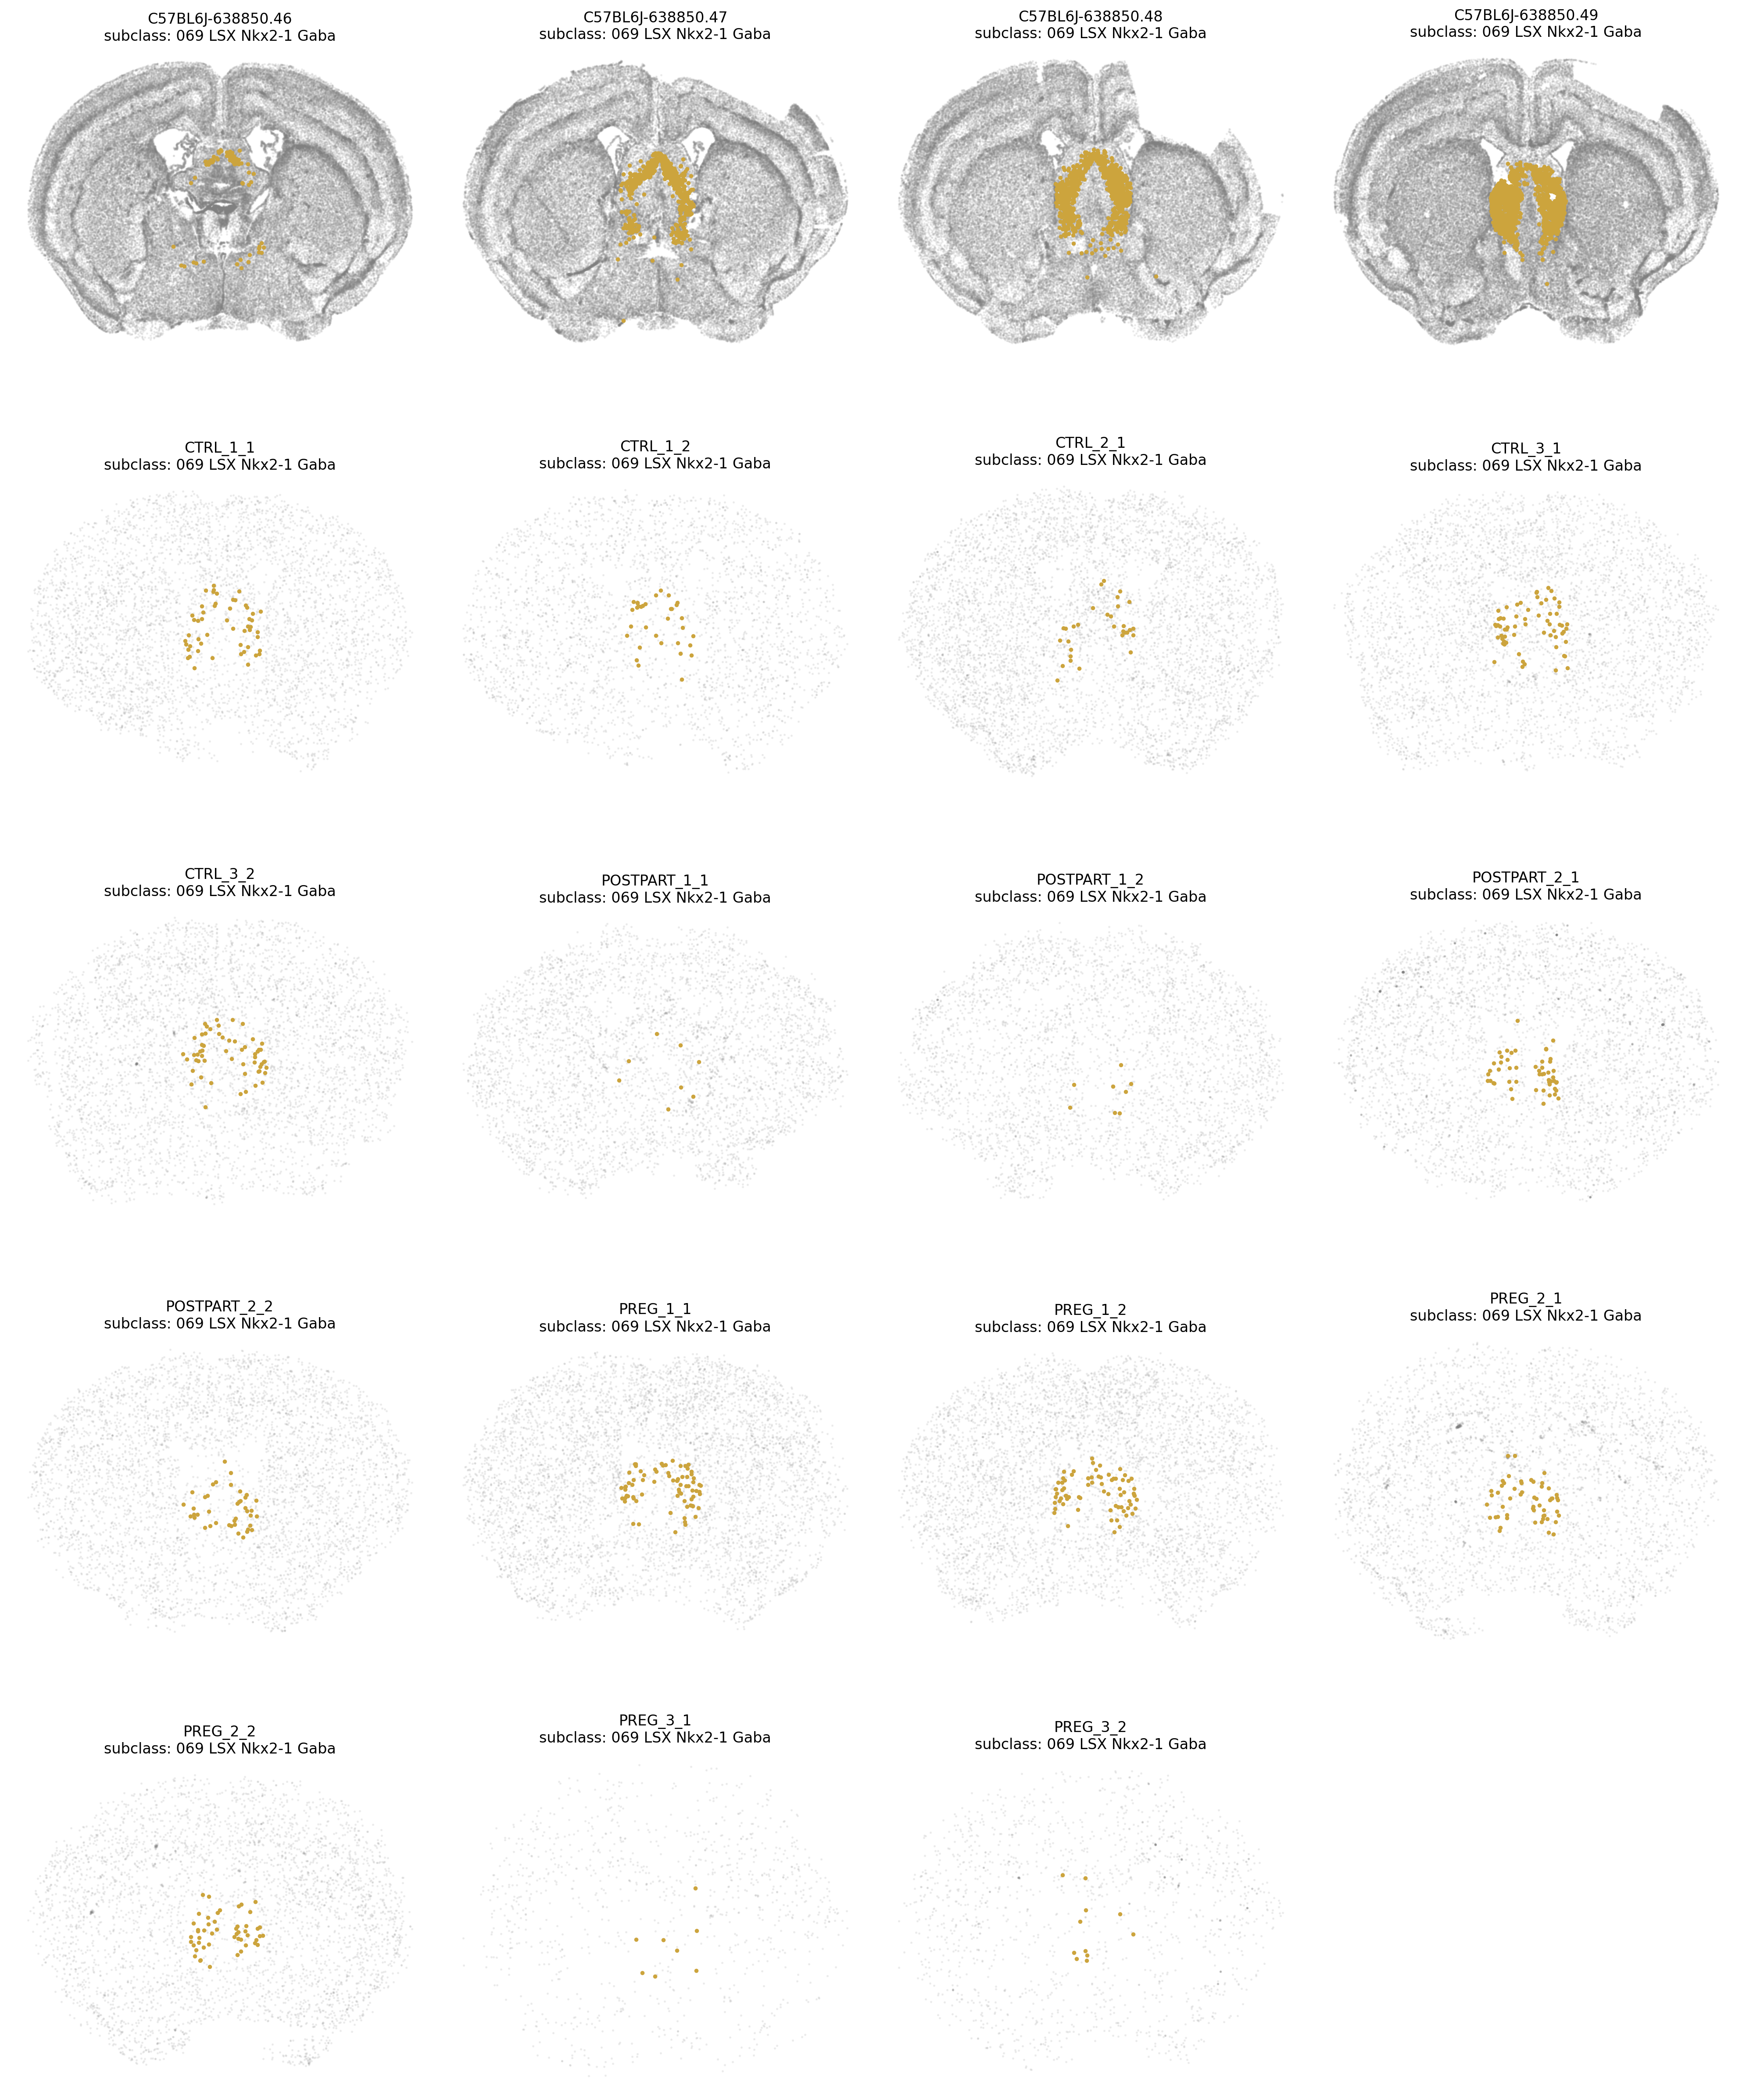 C57BL6J-638850.46
subclass: 069 LSX Nkx2-1 Gaba
C57BL6J-638850.47
subclass: 069 LSX Nkx2-1 Gaba
C57BL6J-638850.48
subclass: 069 LSX Nkx2-1 Gaba
C57BL6J-638850.49
subclass: 069 LSX Nkx2-1 Gaba
CTRL_1_1
subclass: 069 LSX Nkx2-1 Gaba
CTRL_1_2
subclass: 069 LSX Nkx2-1 Gaba
CTRL_2_1
subclass: 069 LSX Nkx2-1 Gaba
CTRL_3_1
subclass: 069 LSX Nkx2-1 Gaba
CTRL_3_2
subclass: 069 LSX Nkx2-1 Gaba
POSTPART_1_1
subclass: 069 LSX Nkx2-1 Gaba
POSTPART_1_2
subclass: 069 LSX Nkx2-1 Gaba
POSTPART_2_1
subclass: 069 LSX Nkx2-1 Gaba
POSTPART_2_2
subclass: 069 LSX Nkx2-1 Gaba
PREG_1_1
subclass: 069 LSX Nkx2-1 Gaba
PREG_1_2
subclass: 069 LSX Nkx2-1 Gaba
PREG_2_1
subclass: 069 LSX Nkx2-1 Gaba
PREG_2_2
subclass: 069 LSX Nkx2-1 Gaba
PREG_3_1
subclass: 069 LSX Nkx2-1 Gaba
PREG_3_2
subclass: 069 LSX Nkx2-1 Gaba